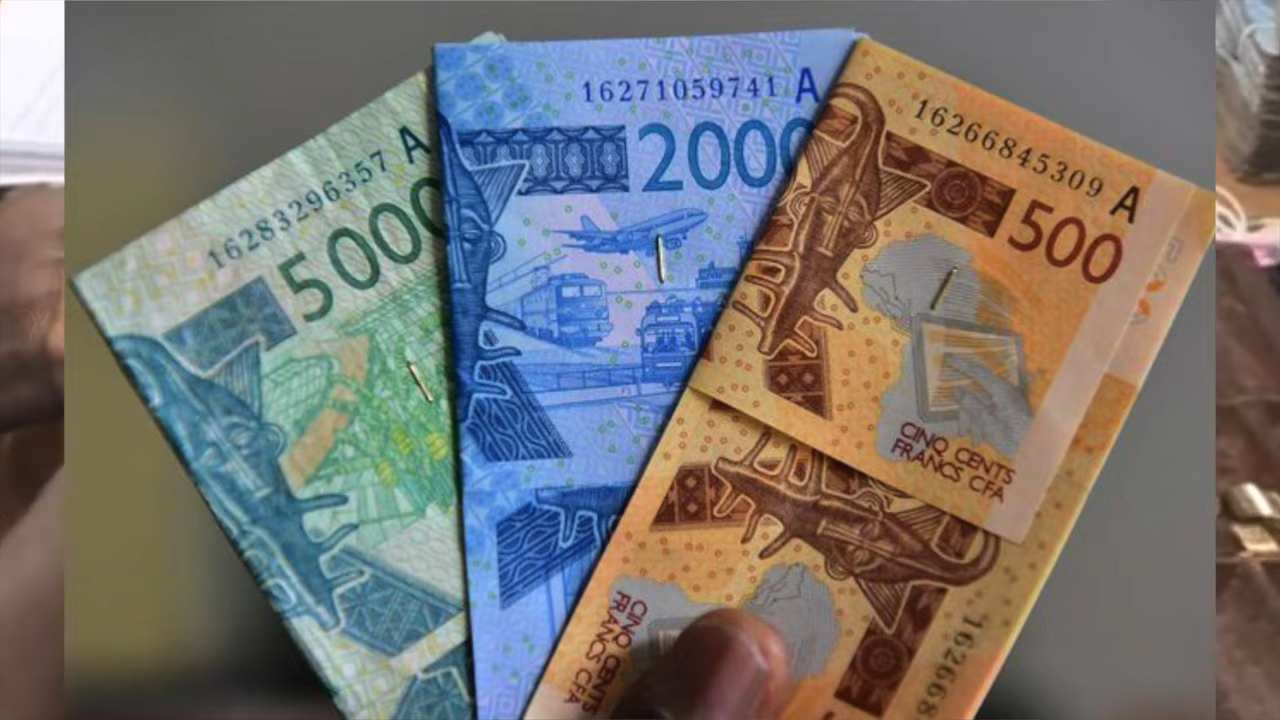 16283296357 A
5000
16271059741 A
2000
16266845309 A
500
CINQ CENTS
FRANCS CFA
CINQ CENTS
FRANCS CFA